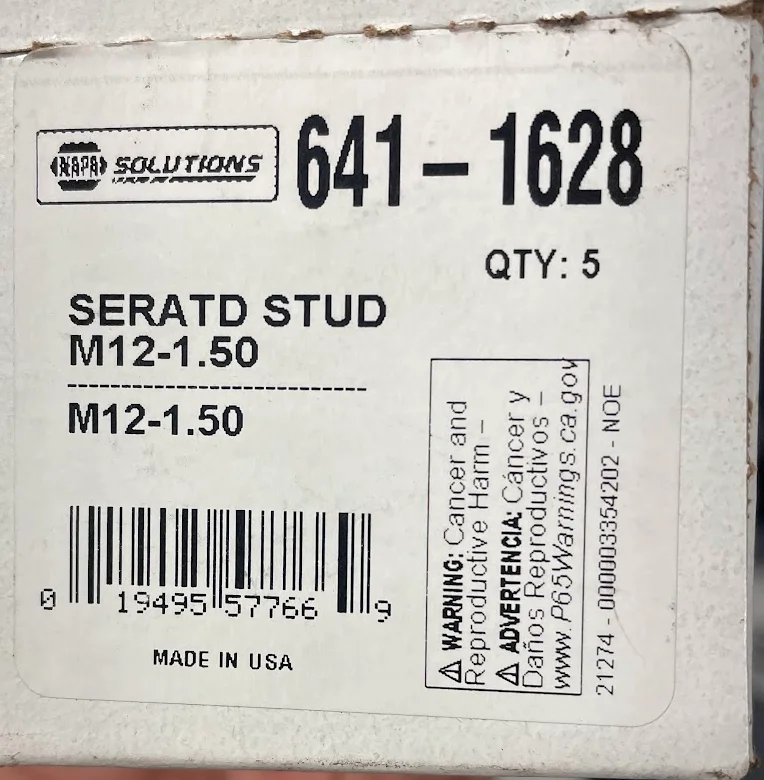 NAPA SOLUTIONS
641-1628
QTY: 5
SERATD STUD
M12-1.50
M12-1.50
0 19495 57766 9
MADE IN USA
⚠ WARNING: Cancer and
Reproductive Harm -
⚠ ADVERTENCIA: Cáncer y
Daños Reproductivos -
www.P65Warnings.ca.gov
21274 - 0000003354202 - NOE